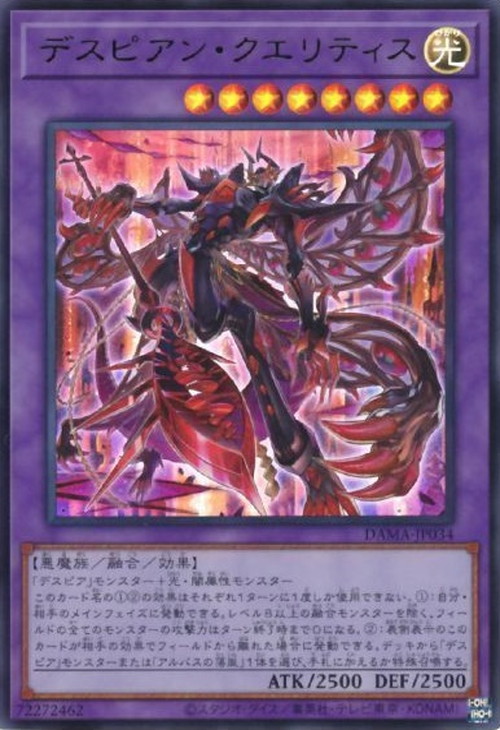 デスピアン・クエリティス
光
DAMA-JP034
【悪魔族／融合／効果】
「デスピア」モンスター＋光・闇属性モンスター
このカード名の①②の効果はそれぞれ1ターンに1度しか使用できない。①：自分・
相手のメインフェイズに発動できる。レベル8以上の融合モンスターを除く、フィー
ルドの全てのモンスターの攻撃力はターン終了時まで0になる。②：表側表示のこの
カードが相手の効果でフィールドから離れた場合に発動できる。デッキから「デス
ピア」モンスターまたは「アルバスの落胤」1体を選び、手札に加えるか特殊召喚する。
ATK/2500 DEF/2500
72272462
©スタジオ・ダイス／集英社・テレビ東京・KONAMI